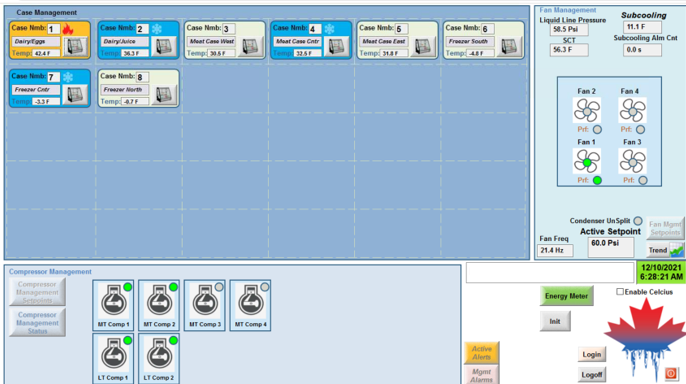 Case Management
Case Nmb: 1
Dairy/Eggs
Temp: 42.4 F
Case Nmb: 2
Dairy/Juice
Temp: 36.3 F
Case Nmb: 3
Meat Case West
Temp: 30.5 F
Case Nmb: 4
Meat Case Cntr
Temp: 32.5 F
Case Nmb: 5
Meat Case East
Temp: 31.8 F
Case Nmb: 6
Freezer South
Temp: -4.8 F
Case Nmb: 7
Freezer Cntr
Temp: -3.3 F
Case Nmb: 8
Freezer North
Temp: -0.7 F
Fan Management
Liquid Line Pressure
58.5 Psi
SCT
56.3 F
Subcooling
11.1 F
Subcooling Alm Cnt
0.0 s
Fan 2
Fan 4
Prf:
Prf:
Fan 1
Fan 3
Prf:
Prf:
Condenser UnSplit
Fan Mgmt
Setpoints
Active Setpoint
60.0 Psi
Fan Freq
21.4 Hz
Trend
Compressor Management
Compressor
Management
Setpoints
Compressor
Management
Status
MT Comp 1
MT Comp 2
MT Comp 3
MT Comp 4
LT Comp 1
LT Comp 2
12/10/2021
6:28:21 AM
Energy Meter
Enable Celcius
Init
Active
Alerts
Mgmt
Alarms
Login
Logoff